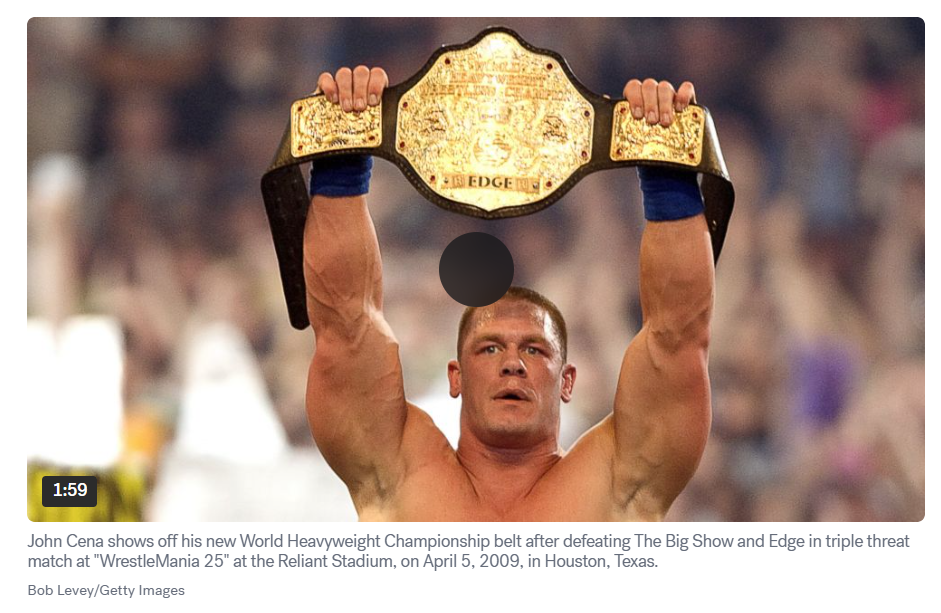 WORLD
HEAVYWEIGHT
WRESTLING CHAMPION
EDGE
1:59
John Cena shows off his new World Heavyweight Championship belt after defeating The Big Show and Edge in triple threat
match at "WrestleMania 25" at the Reliant Stadium, on April 5, 2009, in Houston, Texas.
Bob Levey/Getty Images